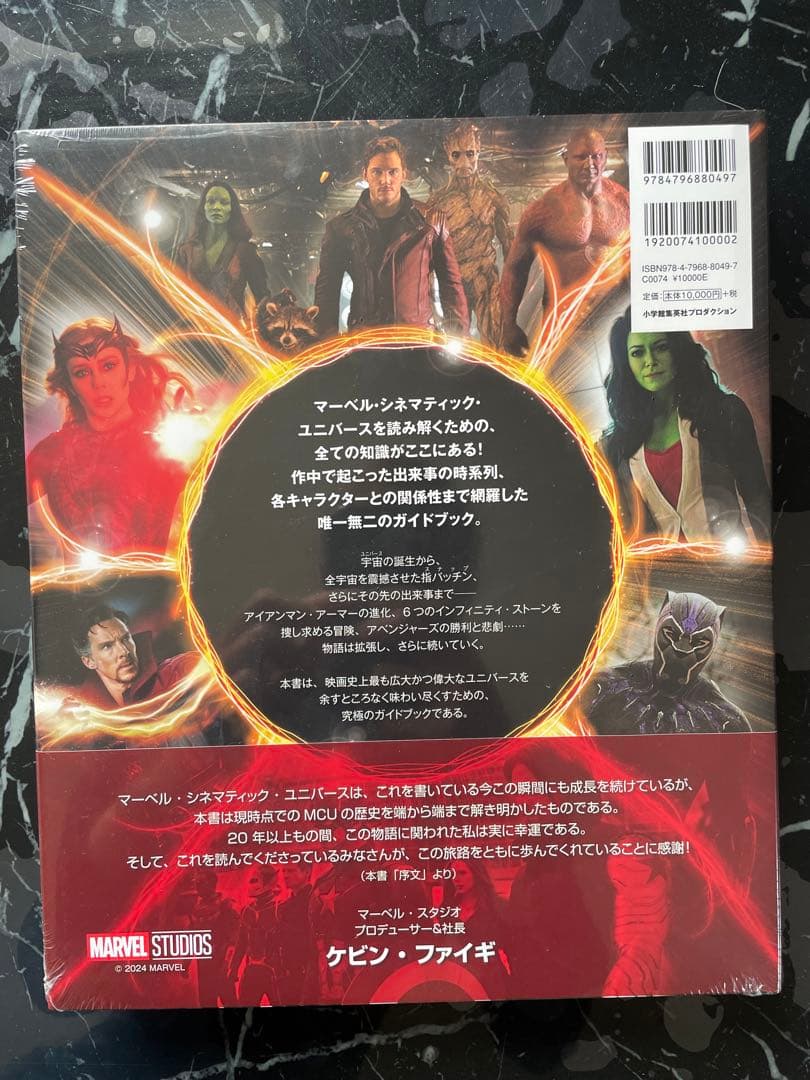 9784796880497
1920074100002
ISBN978-4-7968-8049-7
C0074 ¥10000E
定価：本体10,000円+税
小学館集英社プロダクション
マーベル・シネマティック・
ユニバースを読み解くための、
全ての知識がここにある！
作中で起こった出来事の時系列、
各キャラクターとの関係性まで網羅した
唯一無二のガイドブック。
ユニバース
宇宙の誕生から、
スナップ
全宇宙を震撼させた指パッチン、
さらにその先の出来事まで──
アイアンマン・アーマーの進化、6つのインフィニティ・ストーンを
捜し求める冒険、アベンジャーズの勝利と悲劇……
物語は拡張し、さらに続いていく。
本書は、映画史上最も広大かつ偉大なユニバースを
余すところなく味わい尽くすための、
究極のガイドブックである。
マーベル・シネマティック・ユニバースは、これを書いている今この瞬間にも成長を続けているが、
本書は現時点での MCU の歴史を端から端まで解き明かしたものである。
20 年以上もの間、この物語に関われた私は実に幸運である。
そして、これを読んでくださっているみなさんが、この旅路をともに歩んでくれていることに感謝！
（本書「序文」より）
マーベル・スタジオ
プロデューサー&社長
ケビン・ファイギ
MARVEL STUDIOS
© 2024 MARVEL